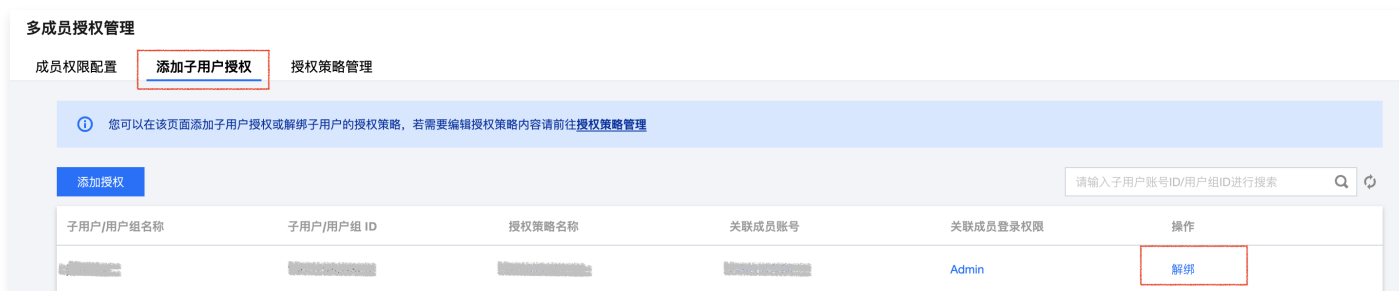 多成员授权管理
成员权限配置 添加子用户授权 授权策略管理
您可以在该页面添加子用户授权或解绑子用户的授权策略，若需要编辑授权策略内容请前往授权策略管理
添加授权 请输入子用户账号ID/用户组ID进行搜索
子用户/用户组名称 子用户/用户组 ID 授权策略名称 关联成员账号 关联成员登录权限 操作
Admin 解绑